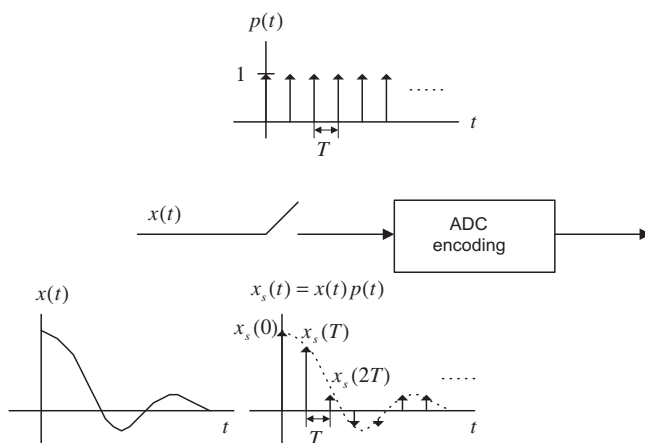 p(t)
1
.....
t
T
x(t)
ADC
encoding
x(t)
x_s(t) = x(t) p(t)
x_s(0)
x_s(T)
x_s(2T)
.....
t
T
t